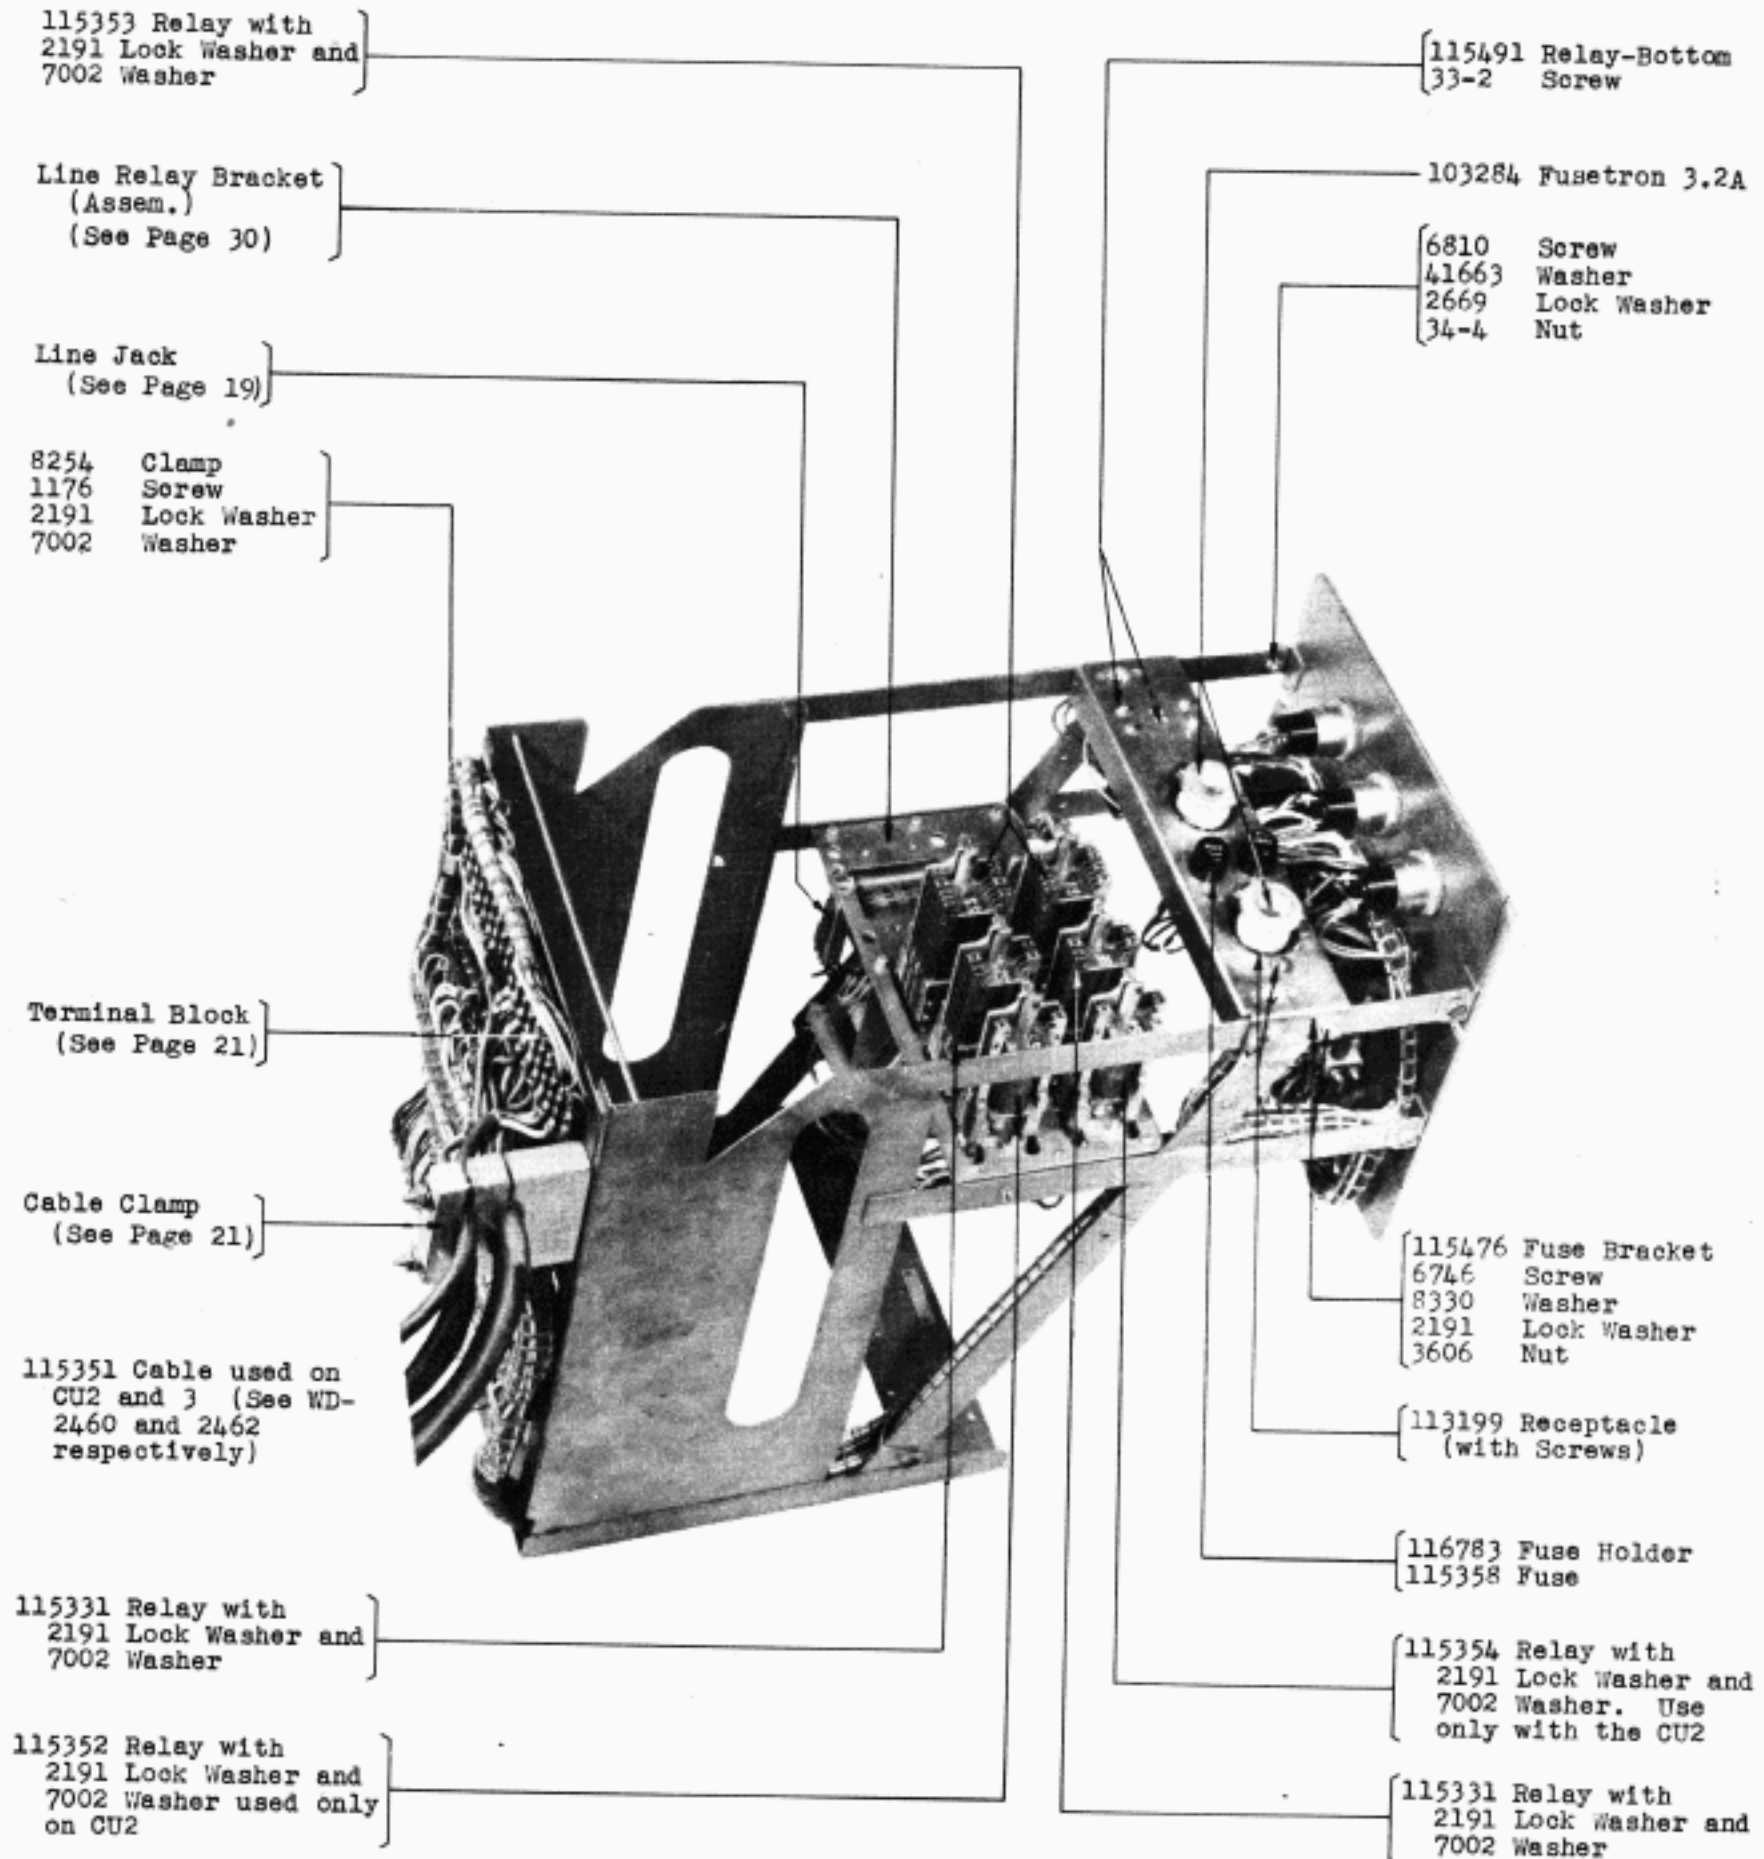 115353 Relay with
2191 Lock Washer and
7002 Washer
Line Relay Bracket
(Assem.)
(See Page 30)
Line Jack
(See Page 19)
8254 Clamp
1176 Screw
2191 Lock Washer
7002 Washer
Terminal Block
(See Page 21)
Cable Clamp
(See Page 21)
115351 Cable used on
CU2 and 3 (See WD-
2460 and 2462
respectively)
115331 Relay with
2191 Lock Washer and
7002 Washer
115352 Relay with
2191 Lock Washer and
7002 Washer used only
on CU2
115491 Relay-Bottom
33-2 Screw
103284 Fusetron 3.2A
6810 Screw
41663 Washer
2669 Lock Washer
34-4 Nut
115476 Fuse Bracket
6746 Screw
8330 Washer
2191 Lock Washer
3606 Nut
113199 Receptacle
(with Screws)
116783 Fuse Holder
115358 Fuse
115354 Relay with
2191 Lock Washer and
7002 Washer. Use
only with the CU2
115331 Relay with
2191 Lock Washer and
7002 Washer